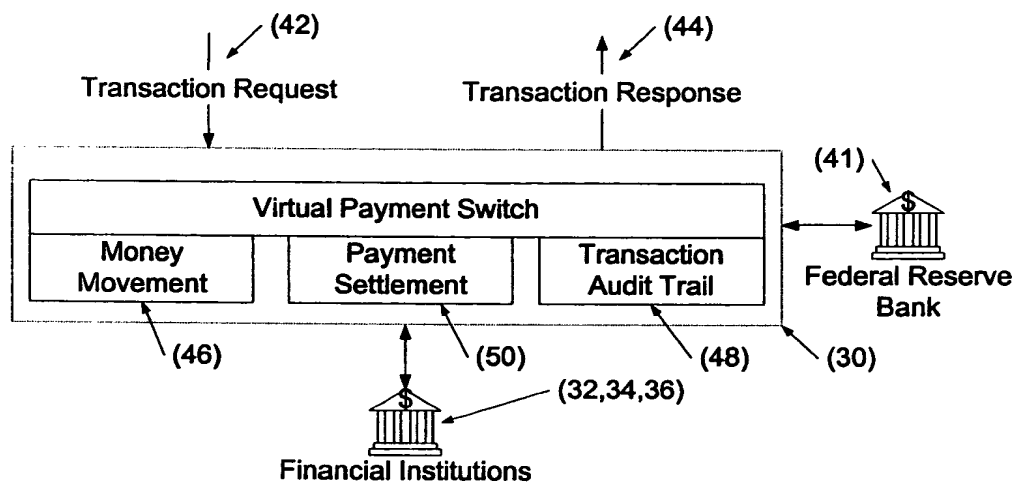 (42)
(44)
Transaction Request
Transaction Response
(41)
$
Virtual Payment Switch
Money
Movement
Payment
Settlement
Transaction
Audit Trail
Federal Reserve
Bank
(46)
(50)
(48)
(30)
(32,34,36)
$
Financial Institutions